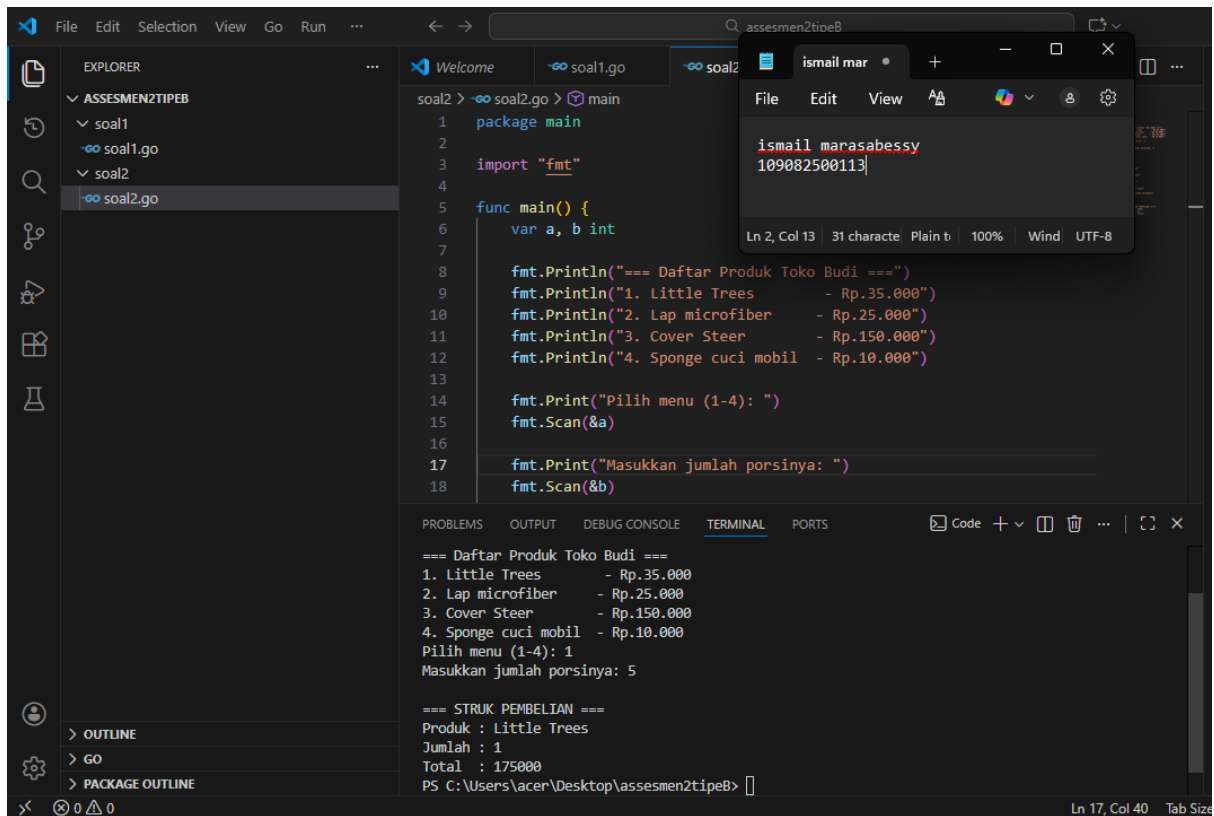 File Edit Selection View Go Run ···
assesmen2tipeB
EXPLORER
ASSESMEN2TIPEB
soal1
soal1.go
soal2
soal2.go
OUTLINE
GO
PACKAGE OUTLINE
Welcome
soal1.go
soal2
soal2 > soal2.go > main
1 package main
2
3 import "fmt"
4
5 func main() {
6 var a, b int
7
8 fmt.Println("=== Daftar Produk Toko Budi ===")
9 fmt.Println("1. Little Trees        - Rp.35.000")
10 fmt.Println("2. Lap microfiber     - Rp.25.000")
11 fmt.Println("3. Cover Steer        - Rp.150.000")
12 fmt.Println("4. Sponge cuci mobil  - Rp.10.000")
13
14 fmt.Print("Pilih menu (1-4): ")
15 fmt.Scan(&a)
16
17 fmt.Print("Masukkan jumlah porsinya: ")
18 fmt.Scan(&b)
ismail mar
File Edit View
ismail marasabessy
109082500113
Ln 2, Col 13 31 characte Plain t 100% Wind UTF-8
PROBLEMS OUTPUT DEBUG CONSOLE TERMINAL PORTS
Code
=== Daftar Produk Toko Budi ===
1. Little Trees        - Rp.35.000
2. Lap microfiber     - Rp.25.000
3. Cover Steer        - Rp.150.000
4. Sponge cuci mobil  - Rp.10.000
Pilih menu (1-4): 1
Masukkan jumlah porsinya: 5
=== STRUK PEMBELIAN ===
Produk : Little Trees
Jumlah : 1
Total  : 175000
PS C:\Users\acer\Desktop\assesmen2tipeB>
0 0
Ln 17, Col 40 Tab Size